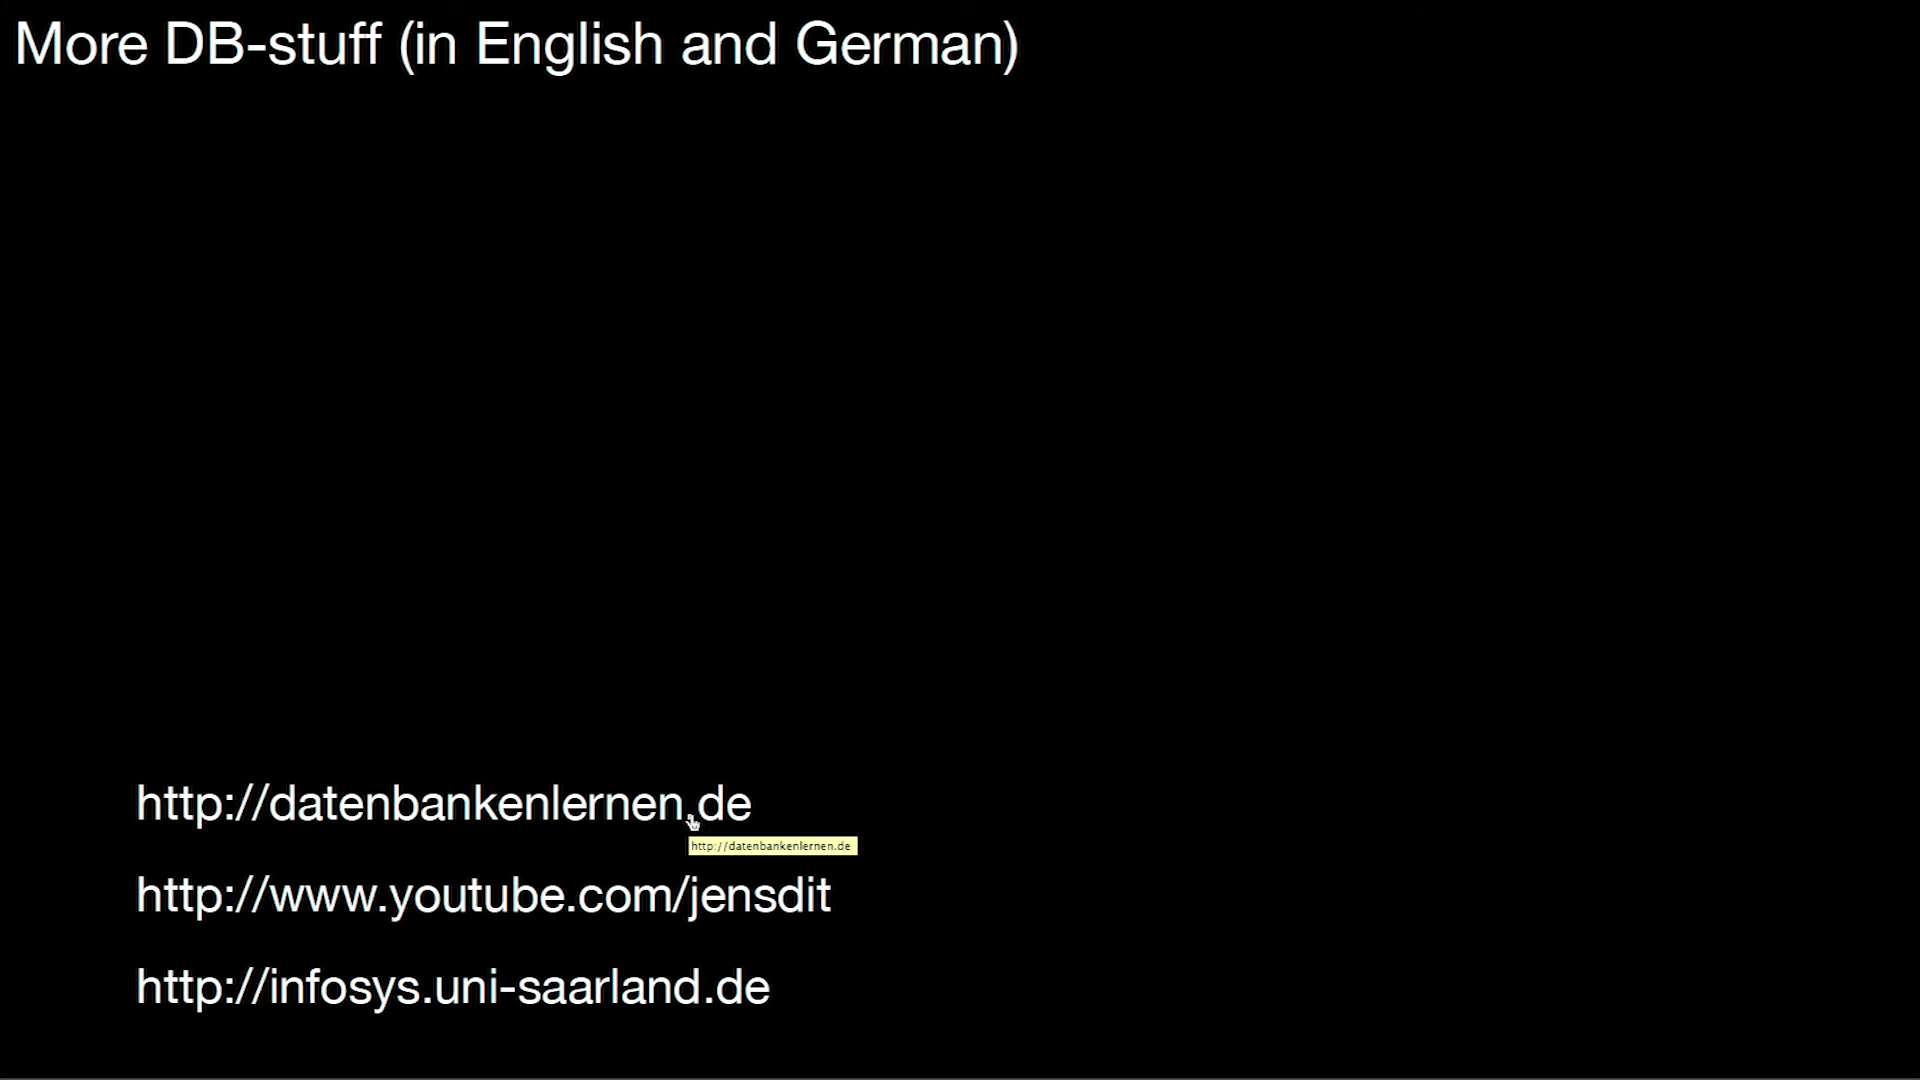 More DB-stuff (in English and German)
http://datenbankenlernen.de
http://datenbankenlernen.de
http://www.youtube.com/jensdit
http://infosys.uni-saarland.de